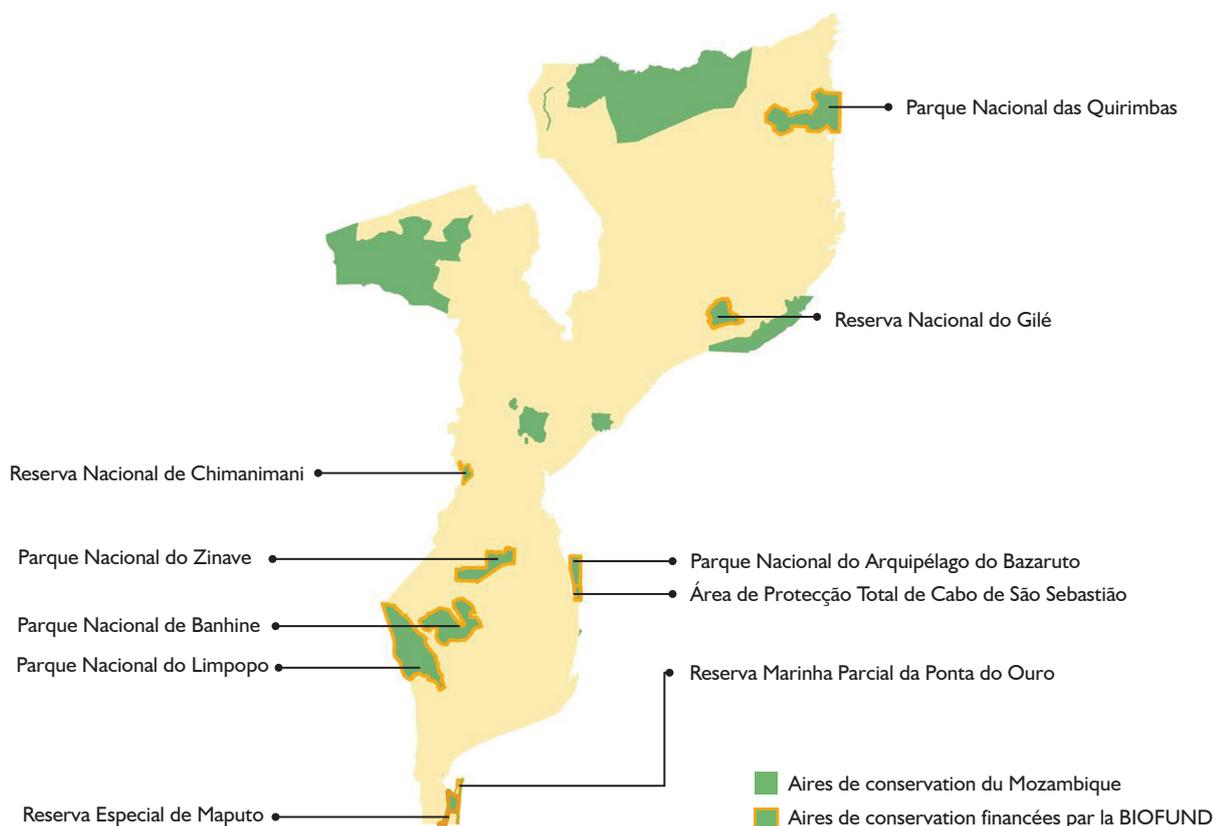 Parque Nacional das Quirimbas
Reserva Nacional do Gilé
Reserva Nacional de Chimanimani
Parque Nacional do Zinave
Parque Nacional do Arquipélago do Bazaruto
Área de Protecção Total de Cabo de São Sebastião
Parque Nacional de Banhine
Parque Nacional do Limpopo
Reserva Marinha Parcial da Ponta do Ouro
Aires de conservation du Mozambique
Reserva Especial de Maputo
Aires de conservation financées par la BIOFUND